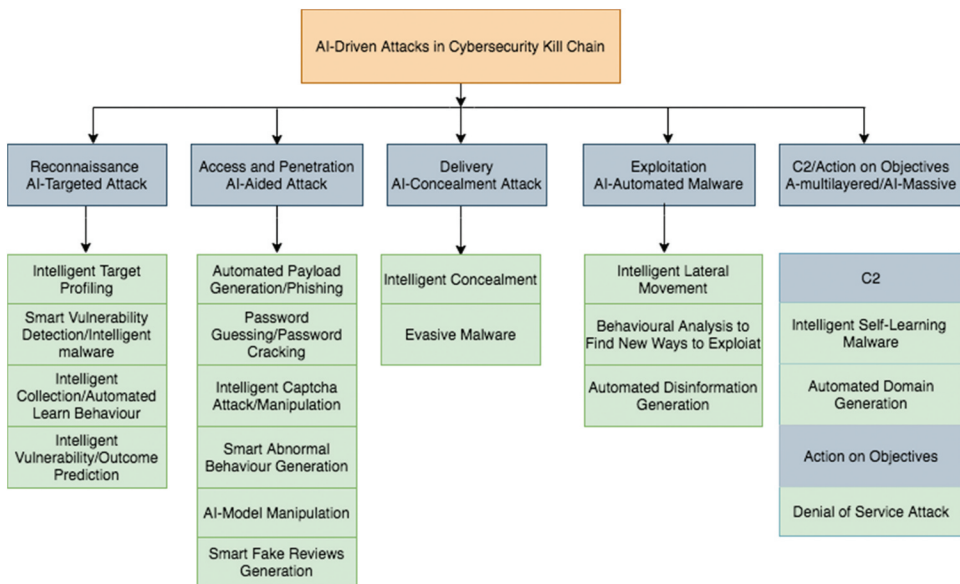 AI-Driven Attacks in Cybersecurity Kill Chain
Reconnaissance
AI-Targeted Attack
Access and Penetration
AI-Aided Attack
Delivery
AI-Concealment Attack
Exploitation
AI-Automated Malware
C2/Action on Objectives
A-multilayered/AI-Massive
Intelligent Target
Profiling
Smart Vulnerability
Detection/Intelligent
malware
Intelligent
Collection/Automated
Learn Behaviour
Intelligent
Vulnerability/Outcome
Prediction
Automated Payload
Generation/Phishing
Password
Guessing/Password
Cracking
Intelligent Captcha
Attack/Manipulation
Smart Abnormal
Behaviour Generation
AI-Model Manipulation
Smart Fake Reviews
Generation
Intelligent Concealment
Evasive Malware
Intelligent Lateral
Movement
Behavioural Analysis to
Find New Ways to Exploiat
Automated Disinformation
Generation
C2
Intelligent Self-Learning
Malware
Automated Domain
Generation
Action on Objectives
Denial of Service Attack